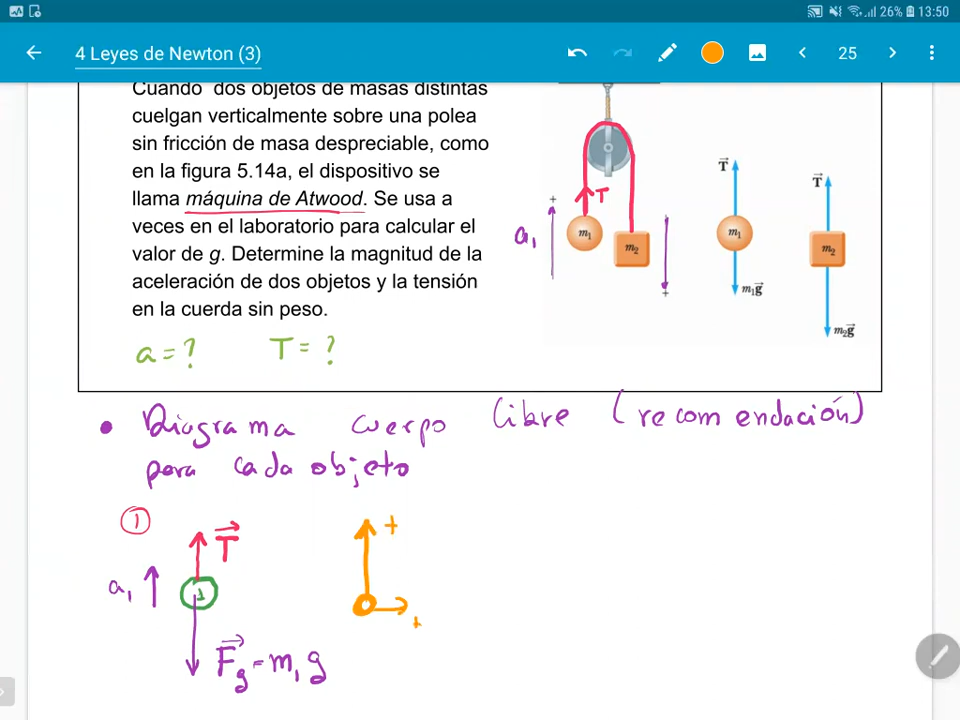 26% 13:50
4 Leyes de Newton (3)
25
Cuando dos objetos de masas distintas
cuelgan verticalmente sobre una polea
sin fricción de masa despreciable, como
en la figura 5.14a, el dispositivo se
llama máquina de Atwood. Se usa a
veces en el laboratorio para calcular el
valor de g. Determine la magnitud de la
aceleración de dos objetos y la tensión
en la cuerda sin peso.
a = ? T = ?
T
+
a₁
m₁
m₂
+
T⃗
m₁
m₁g⃗
T⃗
m₂
m₂g⃗
• Diagrama cuerpo libre (recomendación)
para cada objeto
1
T⃗
a₁
1
F⃗g = m₁g
+
+